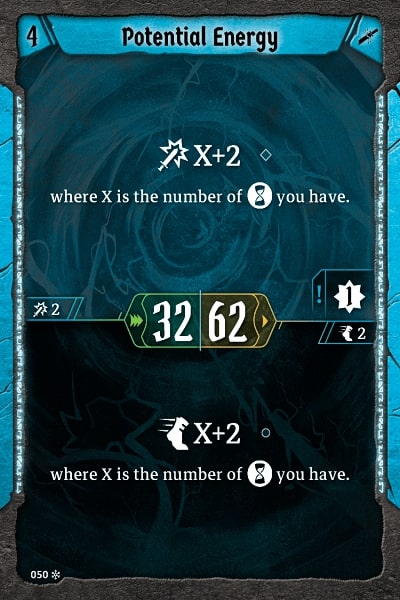 4 Potential Energy
X+2
where X is the number of you have.
2 32 62 ! 1
2
X+2
where X is the number of you have.
050